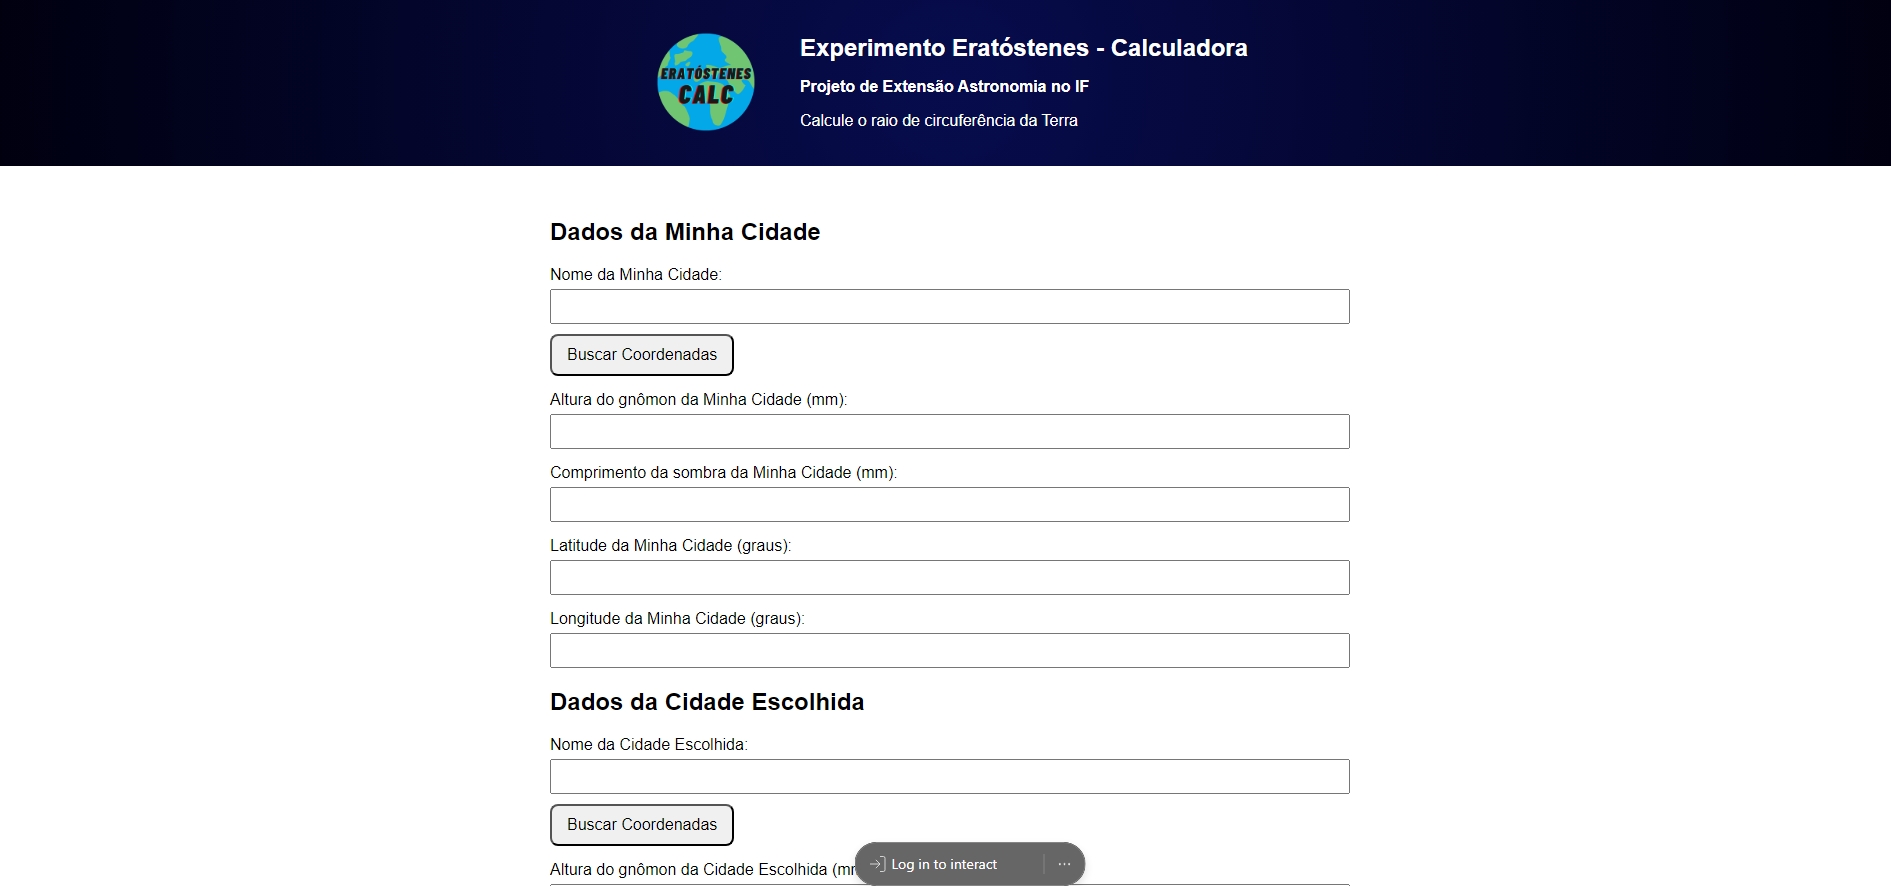 ERATÓSTENES
CALC
Experimento Eratóstenes - Calculadora
Projeto de Extensão Astronomia no IF
Calcule o raio de circuferência da Terra
Dados da Minha Cidade
Nome da Minha Cidade:
Buscar Coordenadas
Altura do gnômon da Minha Cidade (mm):
Comprimento da sombra da Minha Cidade (mm):
Latitude da Minha Cidade (graus):
Longitude da Minha Cidade (graus):
Dados da Cidade Escolhida
Nome da Cidade Escolhida:
Buscar Coordenadas
Altura do gnômon da Cidade Escolhida
Log in to interact